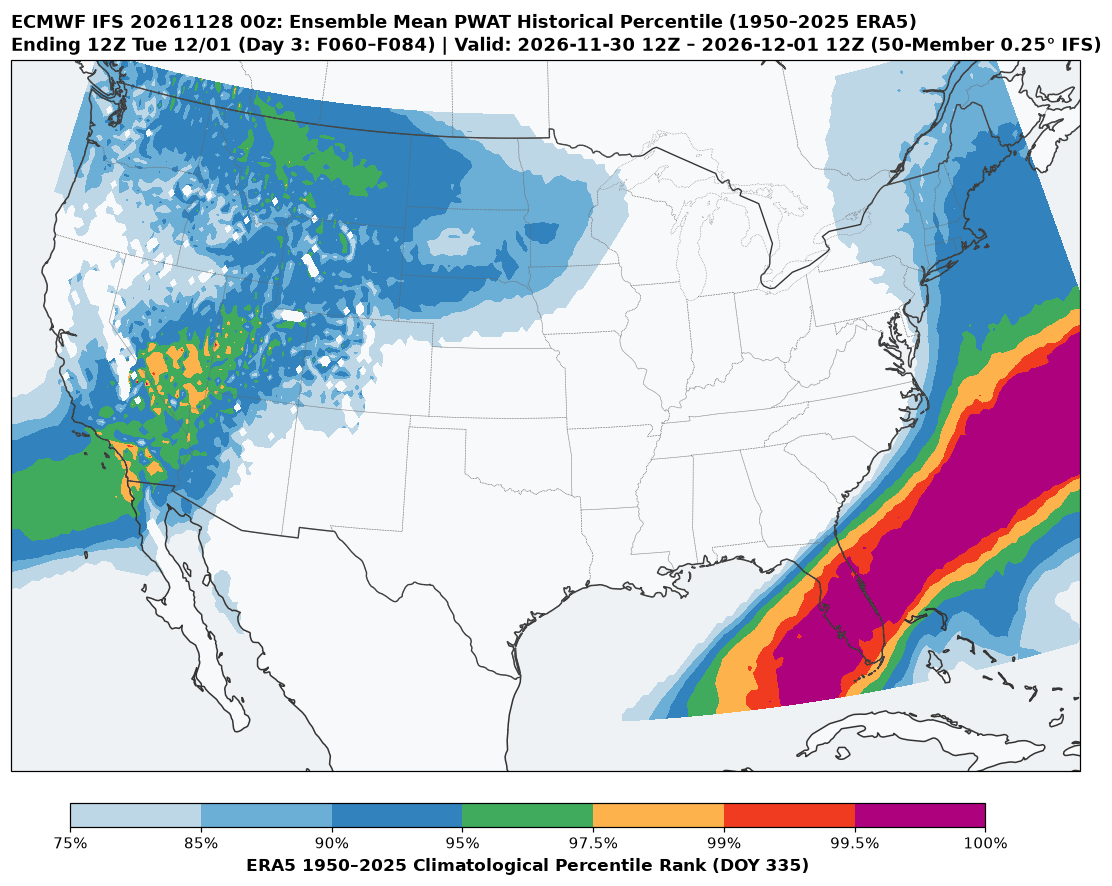 ECMWF IFS 20261128 00z: Ensemble Mean PWAT Historical Percentile (1950–2025 ERA5)
Ending 12Z Tue 12/01 (Day 3: F060–F084) | Valid: 2026-11-30 12Z – 2026-12-01 12Z (50-Member 0.25° IFS)
75% 85% 90% 95% 97.5% 99% 99.5% 100%
ERA5 1950–2025 Climatological Percentile Rank (DOY 335)